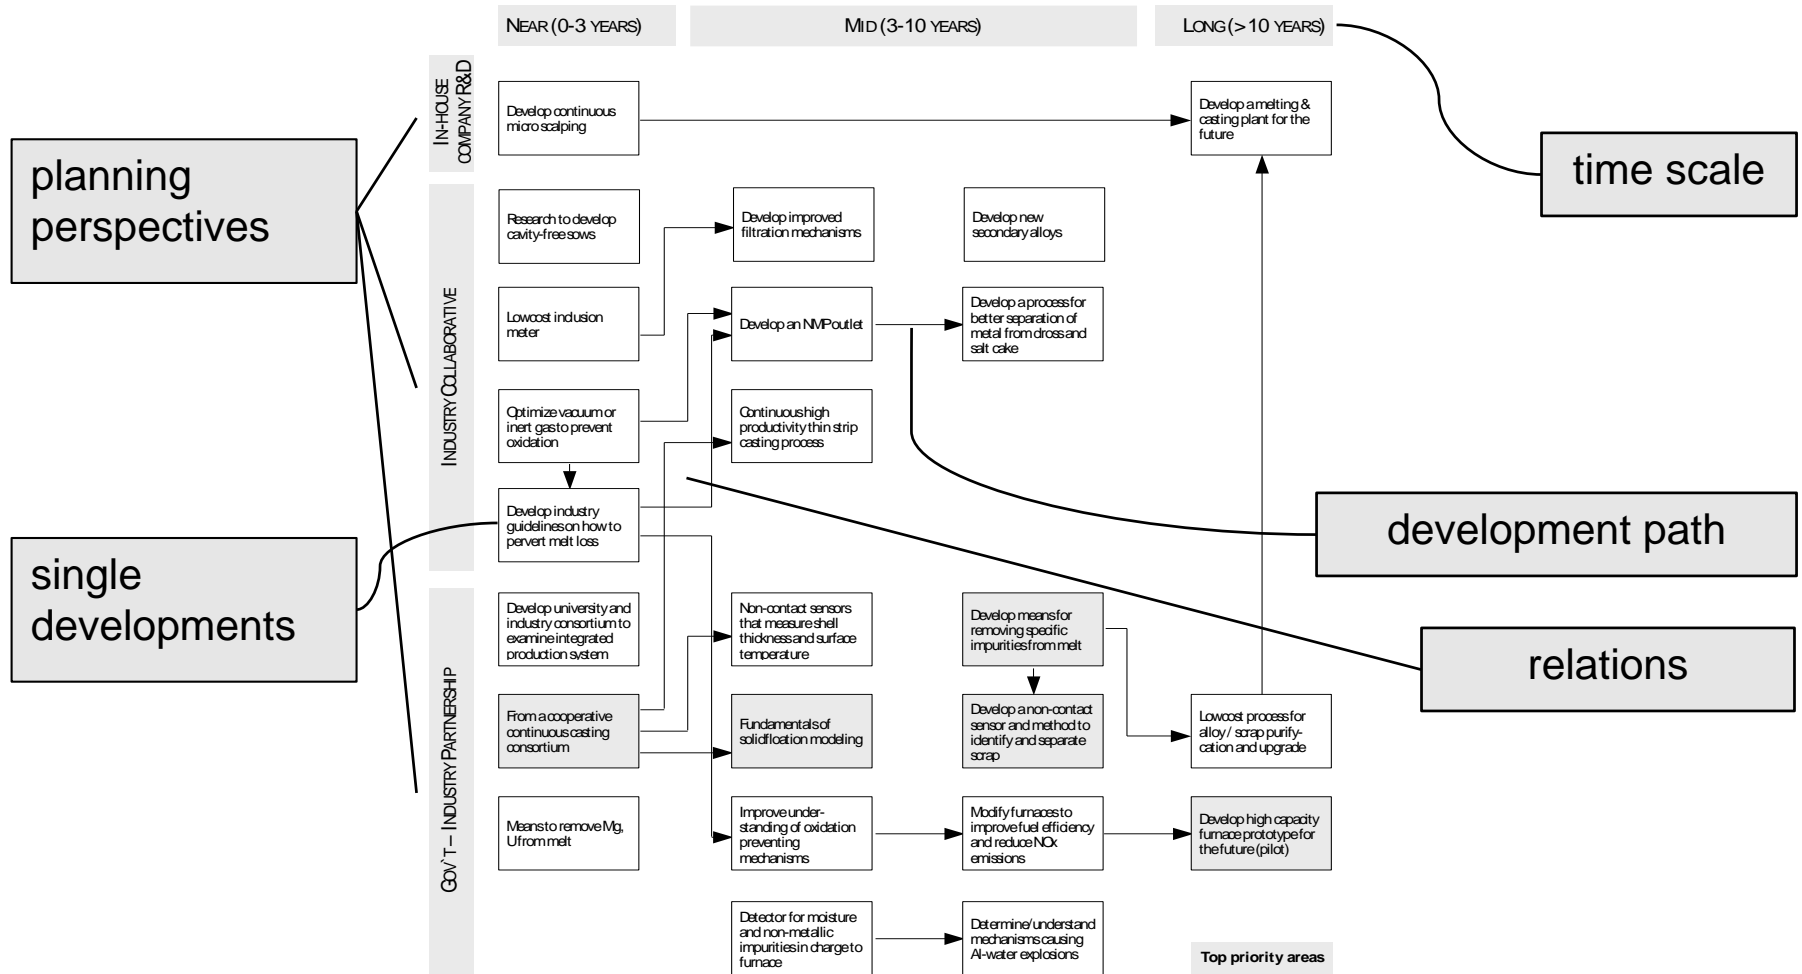 NEAR (0-3 YEARS)
MID (3-10 YEARS)
LONG (> 10 YEARS)
IN-HOUSE
COMPANY R&D
Develop continuous
micro scalping
Develop a melting &
casting plant for the
future
planning
perspectives
time scale
INDUSTRY COLLABORATIVE
Research to develop
cavity-free sows
Develop improved
filtration mechanisms
Develop new
secondary alloys
Lowcost inclusion
meter
Develop an NMP outlet
Develop a process for
better separation of
metal from dross and
salt cake
Optimize vacuum or
inert gas to prevent
oxidation
Continuous high
productivity thin strip
casting process
Develop industry
guidelines on how to
pervert melt loss
development path
single
developments
GOV`T – INDUSTRY PARTNERSHIP
Develop university and
industry consortium to
examine integrated
production system
Non-contact sensors
that measure shell
thickness and surface
temperature
Develop means for
removing specific
impurities from melt
relations
From a cooperative
continuous casting
consortium
Fundamentals of
solidfloation modeling
Develop a non-contact
sensor and method to
identify and separate
scrap
Lowcost process for
alloy / scrap purify-
cation and upgrade
Means to remove Mg,
Ufrom melt
Improve under-
standing of oxidation
preventing
mechanisms
Modify furnaces to
improve fuel efficiency
and reduce NOx
emissions
Develop high capacity
furnace prototype for
the future (pilot)
Detector for moisture
and non-metallic
impurities in charge to
furnace
Determine/understand
mechanisms causing
Al-water explosions
Top priority areas